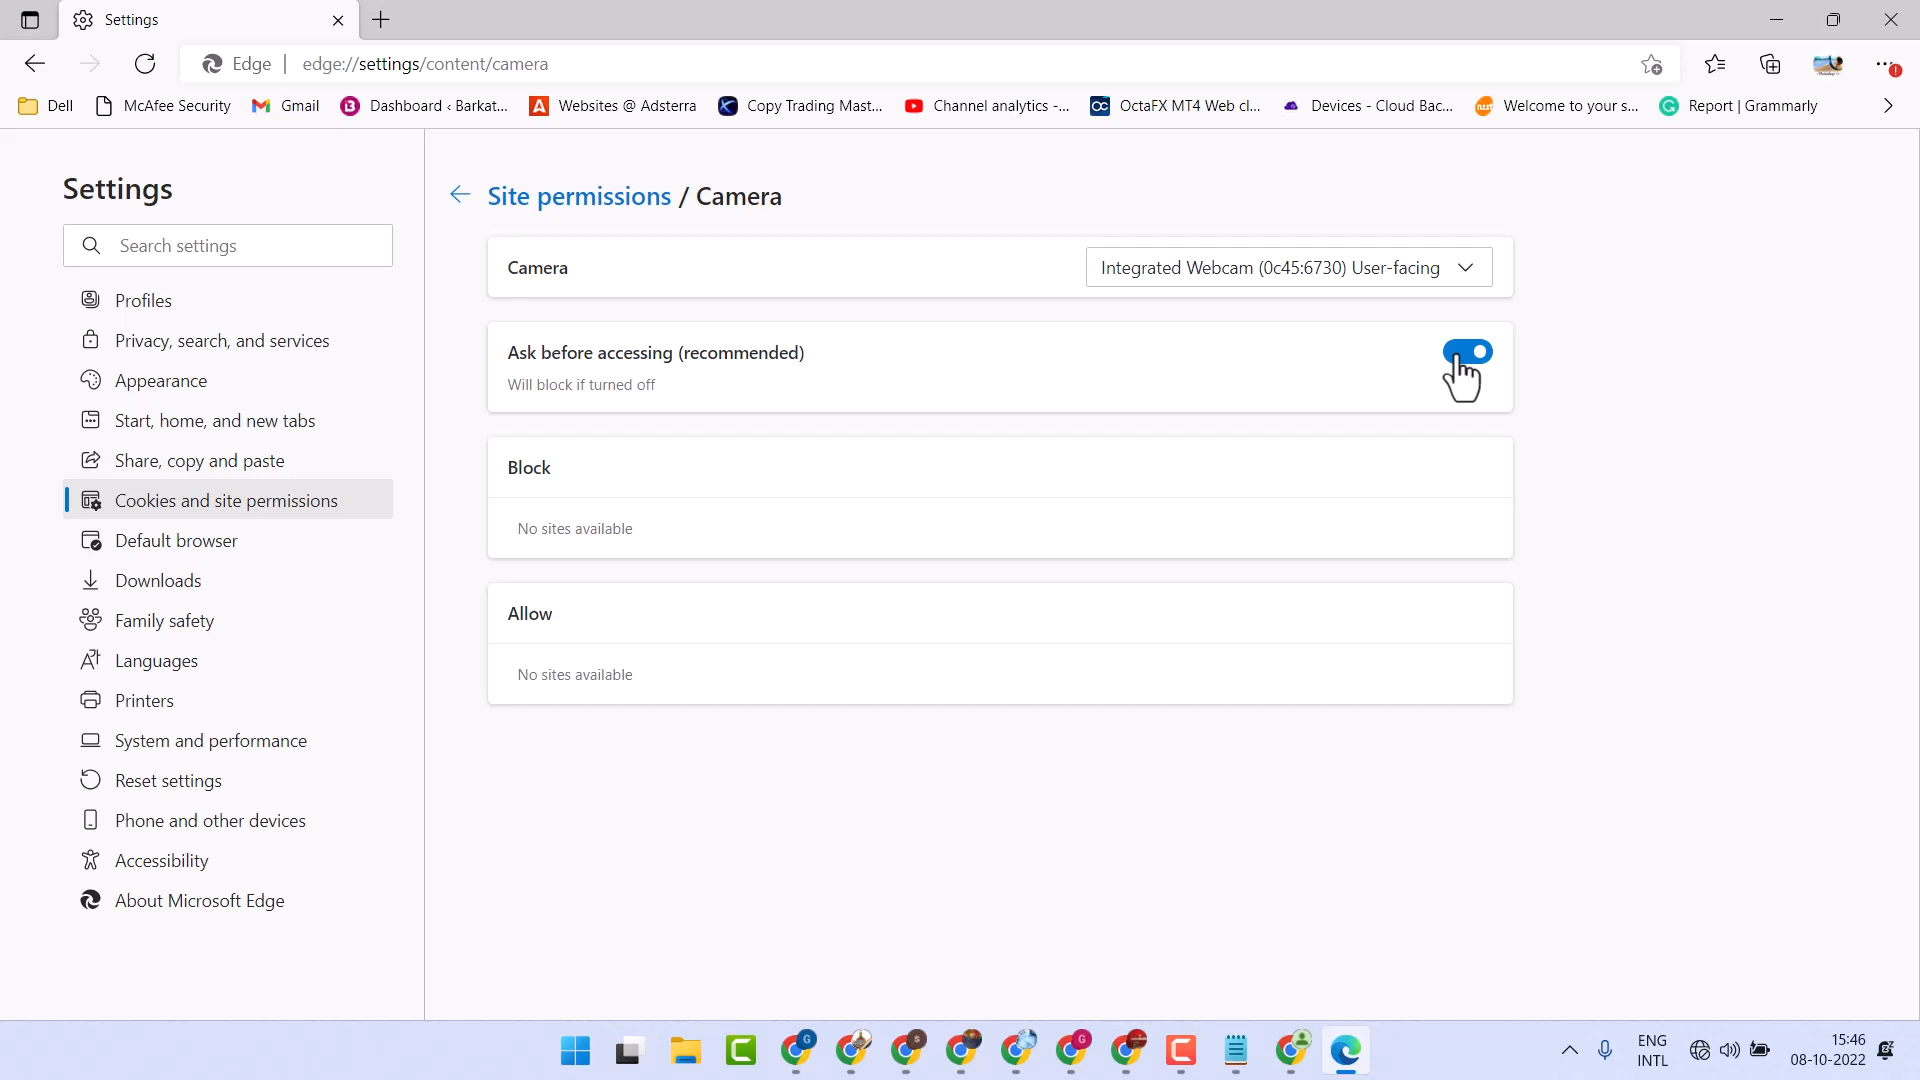 Settings
Edge | edge://settings/content/camera
Dell McAfee Security Gmail Dashboard ‹ Barkat... Websites @ Adsterra Copy Trading Mast... Channel analytics -... OctaFX MT4 Web cl... Devices - Cloud Bac... Welcome to your s... Report | Grammarly
Settings
Search settings
Profiles
Privacy, search, and services
Appearance
Start, home, and new tabs
Share, copy and paste
Cookies and site permissions
Default browser
Downloads
Family safety
Languages
Printers
System and performance
Reset settings
Phone and other devices
Accessibility
About Microsoft Edge
Site permissions / Camera
Camera Integrated Webcam (0c45:6730) User-facing
Ask before accessing (recommended)
Will block if turned off
Block
No sites available
Allow
No sites available
ENG
INTL
15:46
08-10-2022